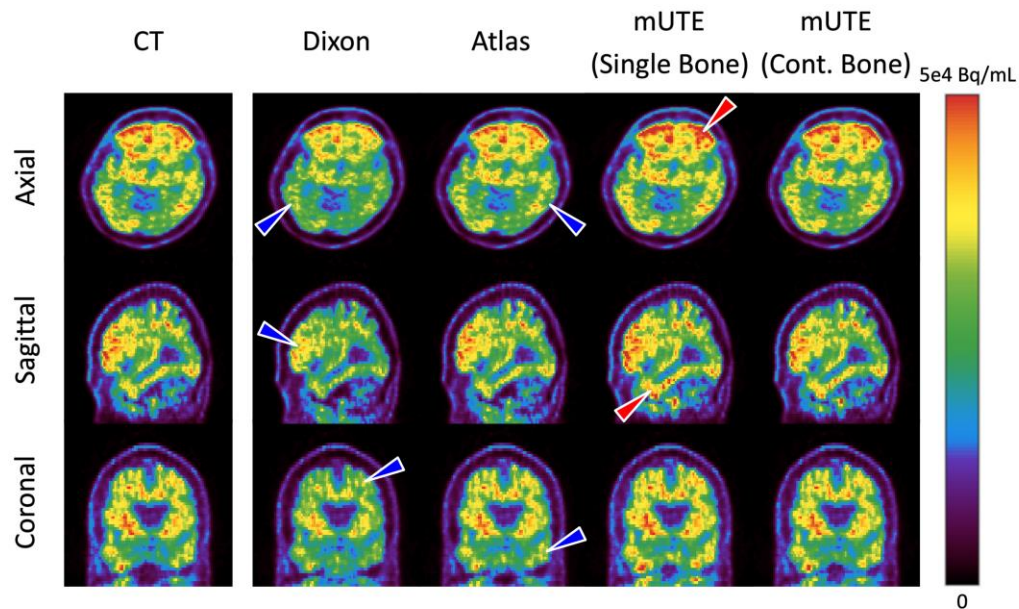 CT
Dixon
Atlas
mUTE
(Single Bone)
mUTE
(Cont. Bone)
5e4 Bq/mL
Axial
Sagittal
Coronal
0